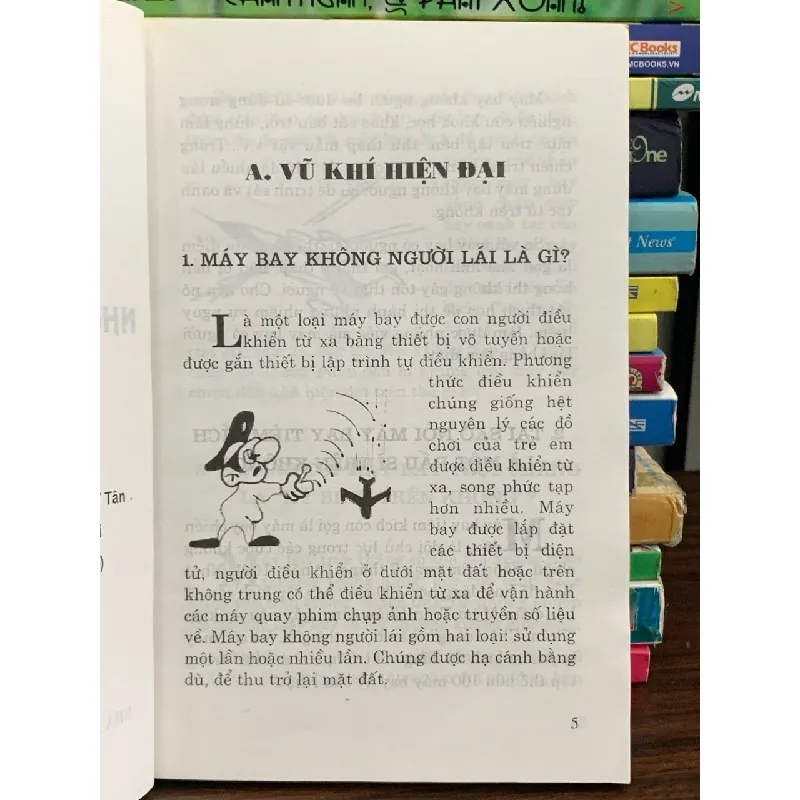 MCBooks
MCBOOKS.VN
One
t News
A. VŨ KHÍ HIỆN ĐẠI
1. MÁY BAY KHÔNG NGƯỜI LÁI LÀ GÌ?
Là một loại máy bay được con người điều
khiển từ xa bằng thiết bị vô tuyến hoặc
được gắn thiết bị lập trình tự điều khiển. Phương
thức điều khiển
chúng giống hệt
nguyên lý các đồ
chơi của trẻ em
được điều khiển từ
xa, song phức tạp
hơn nhiều. Máy
bay được lắp đặt
các thiết bị điện
tử, người điều khiển ở dưới mặt đất hoặc trên
không trung có thể điều khiển từ xa để vận hành
các máy quay phim chụp ảnh hoặc truyền số liệu
về. Máy bay không người lái gồm hai loại: sử dụng
một lần hoặc nhiều lần. Chúng được hạ cánh bằng
dù, để thu trở lại mặt đất.
5
Tân